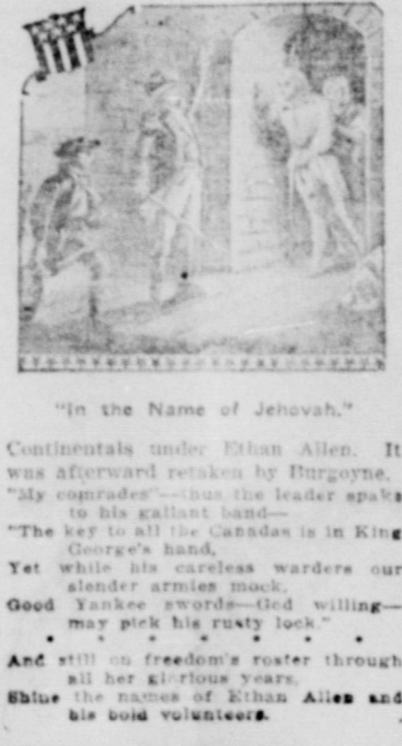 "In the Name of Jehovah."
Continentals under Ethan Allen. It
was afterward retaken by Burgoyne.
"My comrades"—thus the leader spake
to his gallant band—
"The key to all the Canadas is in King
George's hand,
Yet while his careless warders our
slender armies mock,
Good Yankee swords—God willing—
may pick his rusty lock."
* * * * * * *
And still on freedom's roster through
all her glorious years,
Shine the names of Ethan Allen and
his bold volunteers.